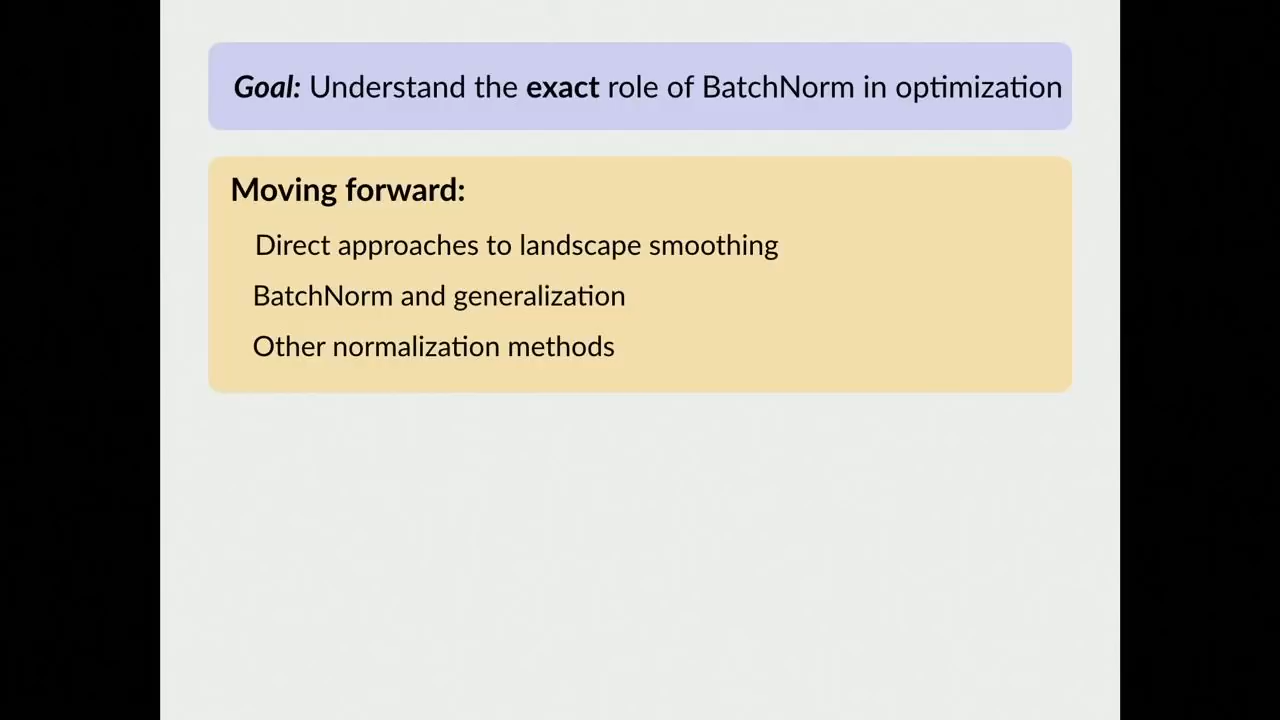 Goal: Understand the exact role of BatchNorm in optimization
Moving forward:
Direct approaches to landscape smoothing
BatchNorm and generalization
Other normalization methods